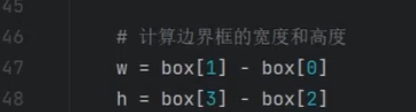 45
46 # 计算边界框的宽度和高度
47 w = box[1] - box[0]
48 h = box[3] - box[2]